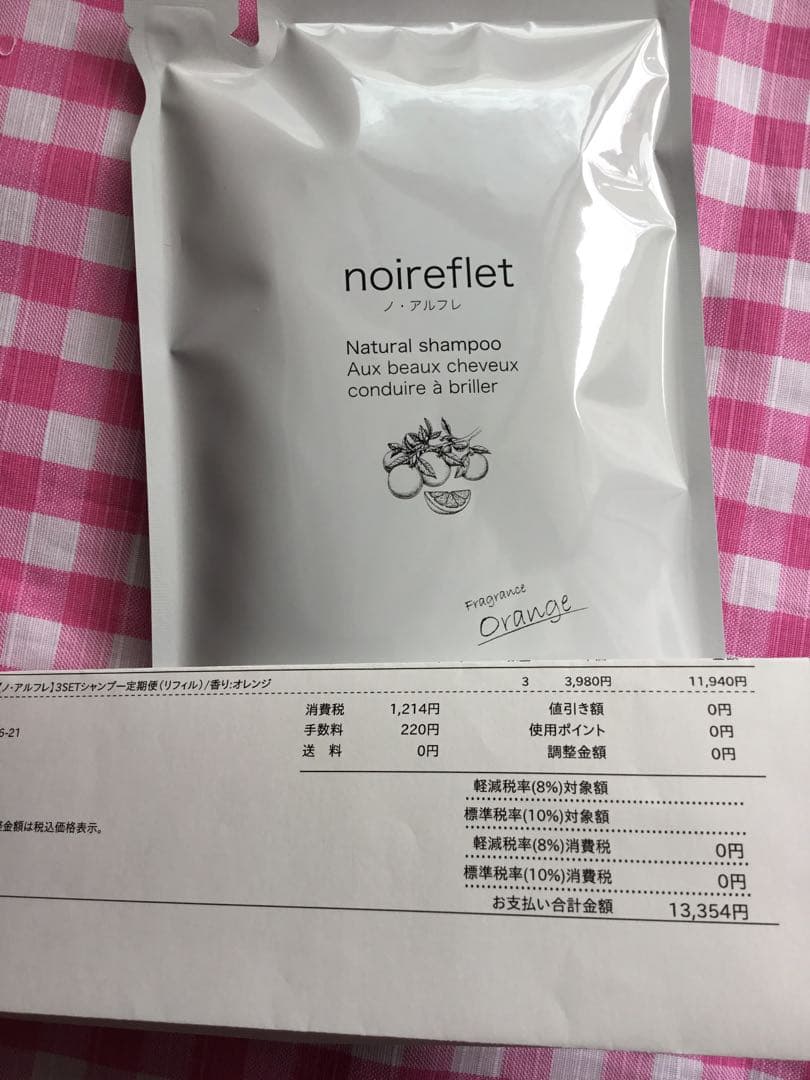 noireflet
ノ・アルフレ
Natural shampoo
Aux beaux cheveux
conduire à briller
Fragrance
Orange
ノ・アルフレ】3SETシャンプー定期便(リフィル)/香り:オレンジ 3 3,980円 11,940円
消費税 1,214円 値引き額 0円
6-21 手数料 220円 使用ポイント 0円
送 料 0円 調整金額 0円
軽減税率(8%)対象額
標準税率(10%)対象額
金額は税込価格表示。
軽減税率(8%)消費税 0円
標準税率(10%)消費税 0円
お支払い合計金額 13,354円